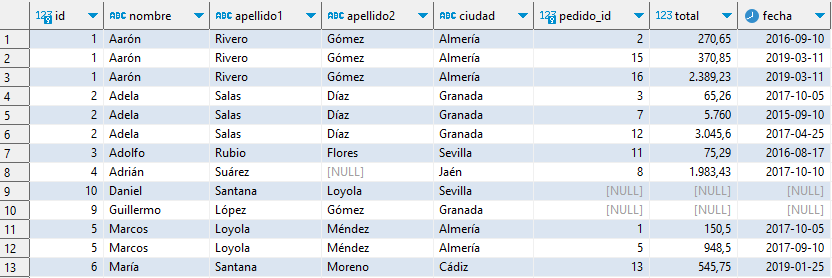 123 id ABC nombre ABC apellido1 ABC apellido2 ABC ciudad 123 pedido_id 123 total fecha
1 1 Aarón Rivero Gómez Almería 2 270,65 2016-09-10
2 1 Aarón Rivero Gómez Almería 15 370,85 2019-03-11
3 1 Aarón Rivero Gómez Almería 16 2.389,23 2019-03-11
4 2 Adela Salas Díaz Granada 3 65,26 2017-10-05
5 2 Adela Salas Díaz Granada 7 5.760 2015-09-10
6 2 Adela Salas Díaz Granada 12 3.045,6 2017-04-25
7 3 Adolfo Rubio Flores Sevilla 11 75,29 2016-08-17
8 4 Adrián Suárez [NULL] Jaén 8 1.983,43 2017-10-10
9 10 Daniel Santana Loyola Sevilla [NULL] [NULL] [NULL]
10 9 Guillermo López Gómez Granada [NULL] [NULL] [NULL]
11 5 Marcos Loyola Méndez Almería 1 150,5 2017-10-05
12 5 Marcos Loyola Méndez Almería 5 948,5 2017-09-10
13 6 María Santana Moreno Cádiz 13 545,75 2019-01-25